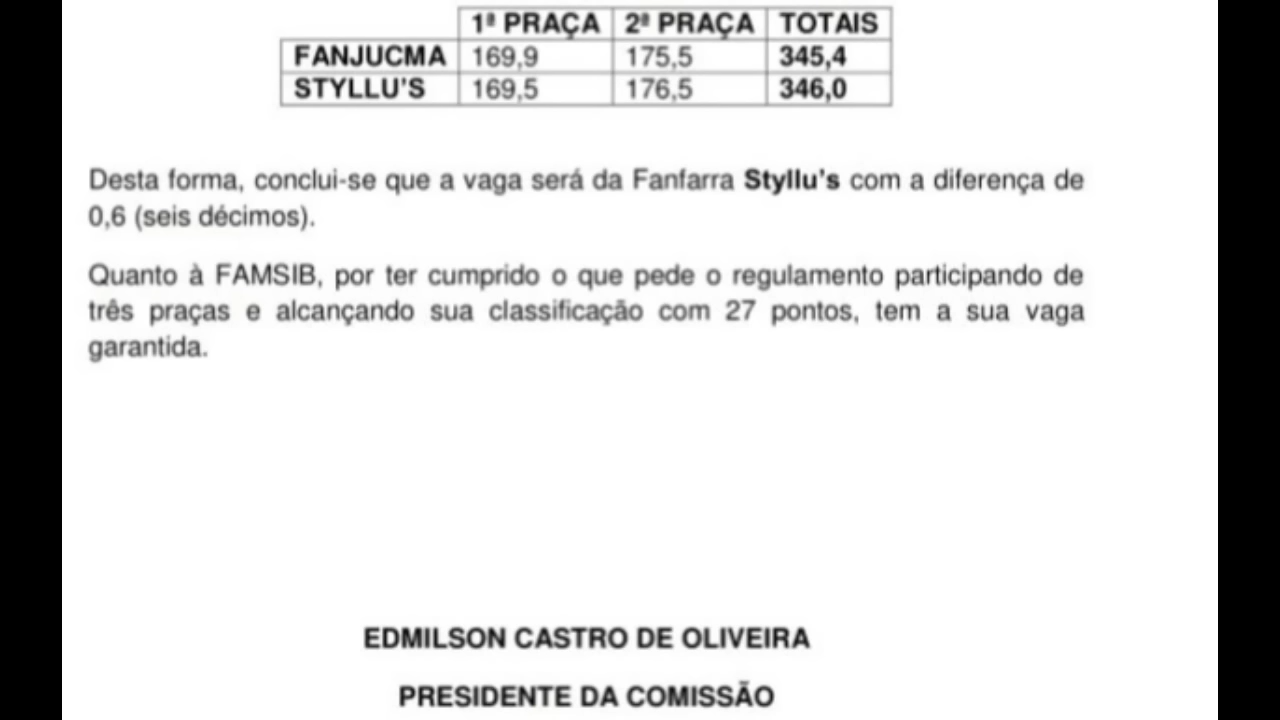 1ª PRAÇA 2ª PRAÇA TOTAIS
FANJUCMA 169,9 175,5 345,4
STYLLU'S 169,5 176,5 346,0
Desta forma, conclui-se que a vaga será da Fanfarra Styllu's com a diferença de
0,6 (seis décimos).
Quanto à FAMSIB, por ter cumprido o que pede o regulamento participando de
três praças e alcançando sua classificação com 27 pontos, tem a sua vaga
garantida.
EDMILSON CASTRO DE OLIVEIRA
PRESIDENTE DA COMISSÃO